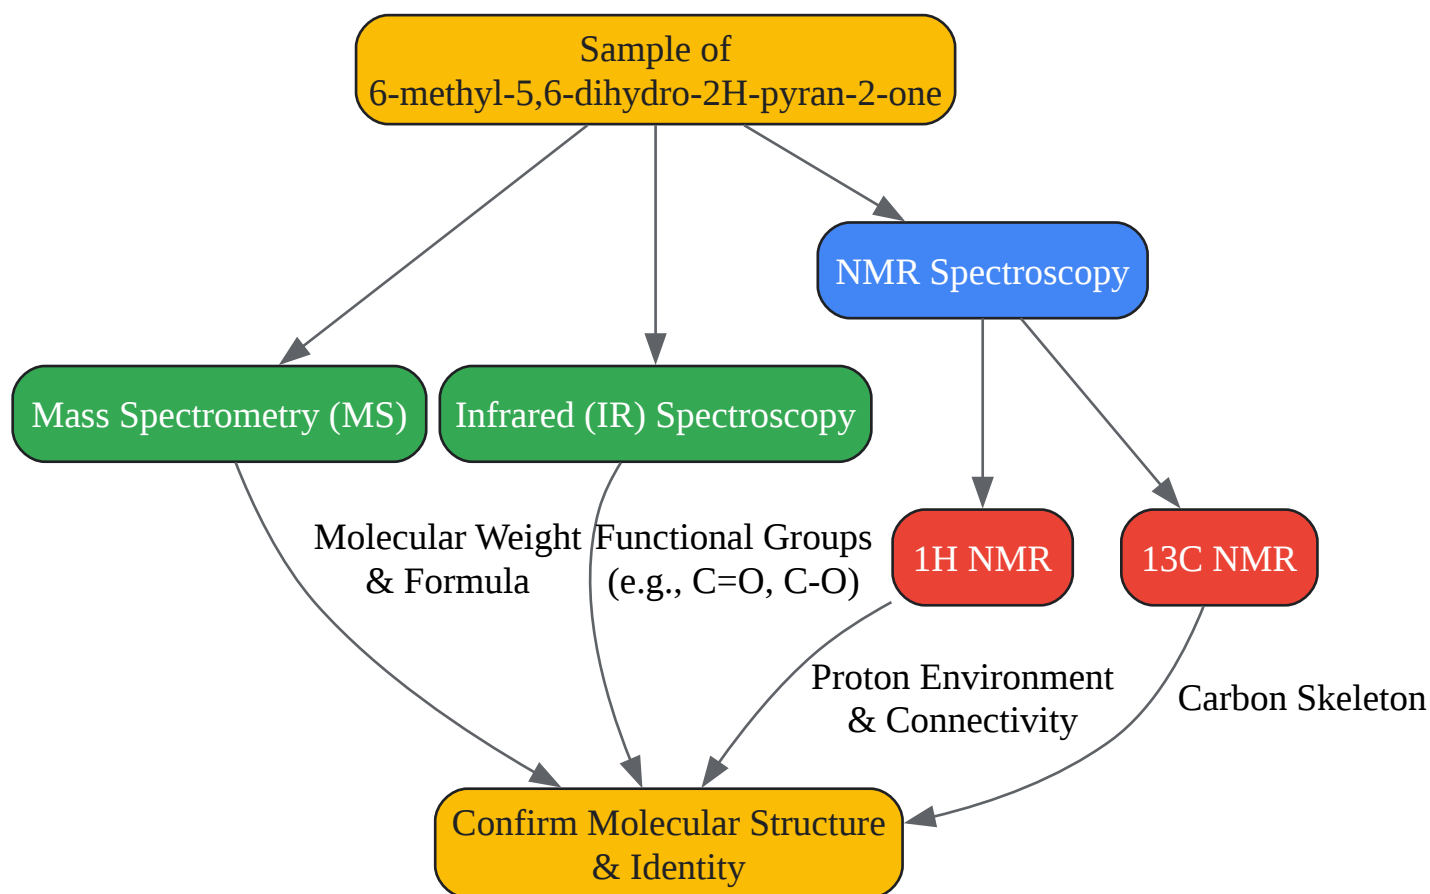 Sample of
6-methyl-5,6-dihydro-2H-pyran-2-one
NMR Spectroscopy
Mass Spectrometry (MS)
Infrared (IR) Spectroscopy
Molecular Weight
& Formula
Functional Groups
(e.g., C=O, C-O)
1H NMR
13C NMR
Proton Environment
& Connectivity
Carbon Skeleton
Confirm Molecular Structure
& Identity